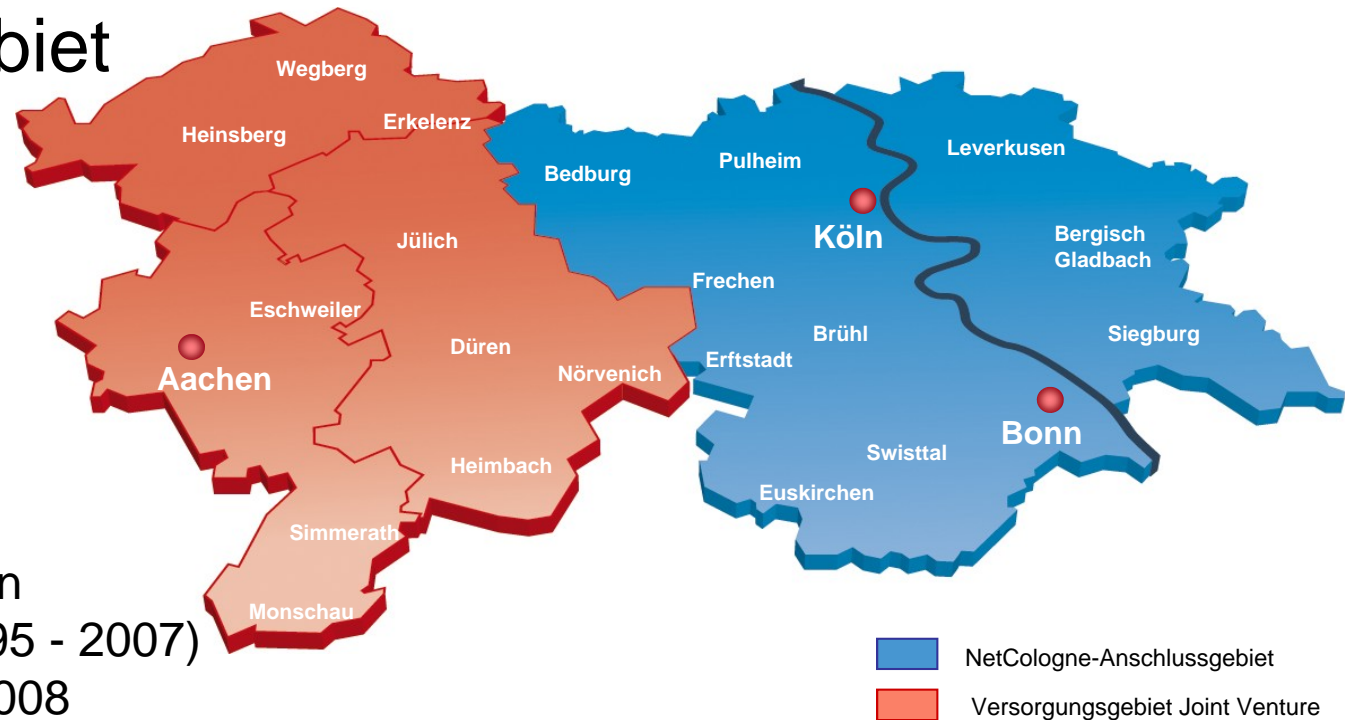 biet
Wegberg
Erkelenz
Heinsberg
Leverkusen
Pulheim
Bedburg
Köln
Jülich
Bergisch
Gladbach
Frechen
Eschweiler
Brühl
Siegburg
Düren
Erftstadt
Nörvenich
Aachen
Bonn
Swisttal
Heimbach
Euskirchen
Simmerath
n
Monschau
95 - 2007)
NetCologne-Anschlussgebiet
008
Versorgungsgebiet Joint Venture